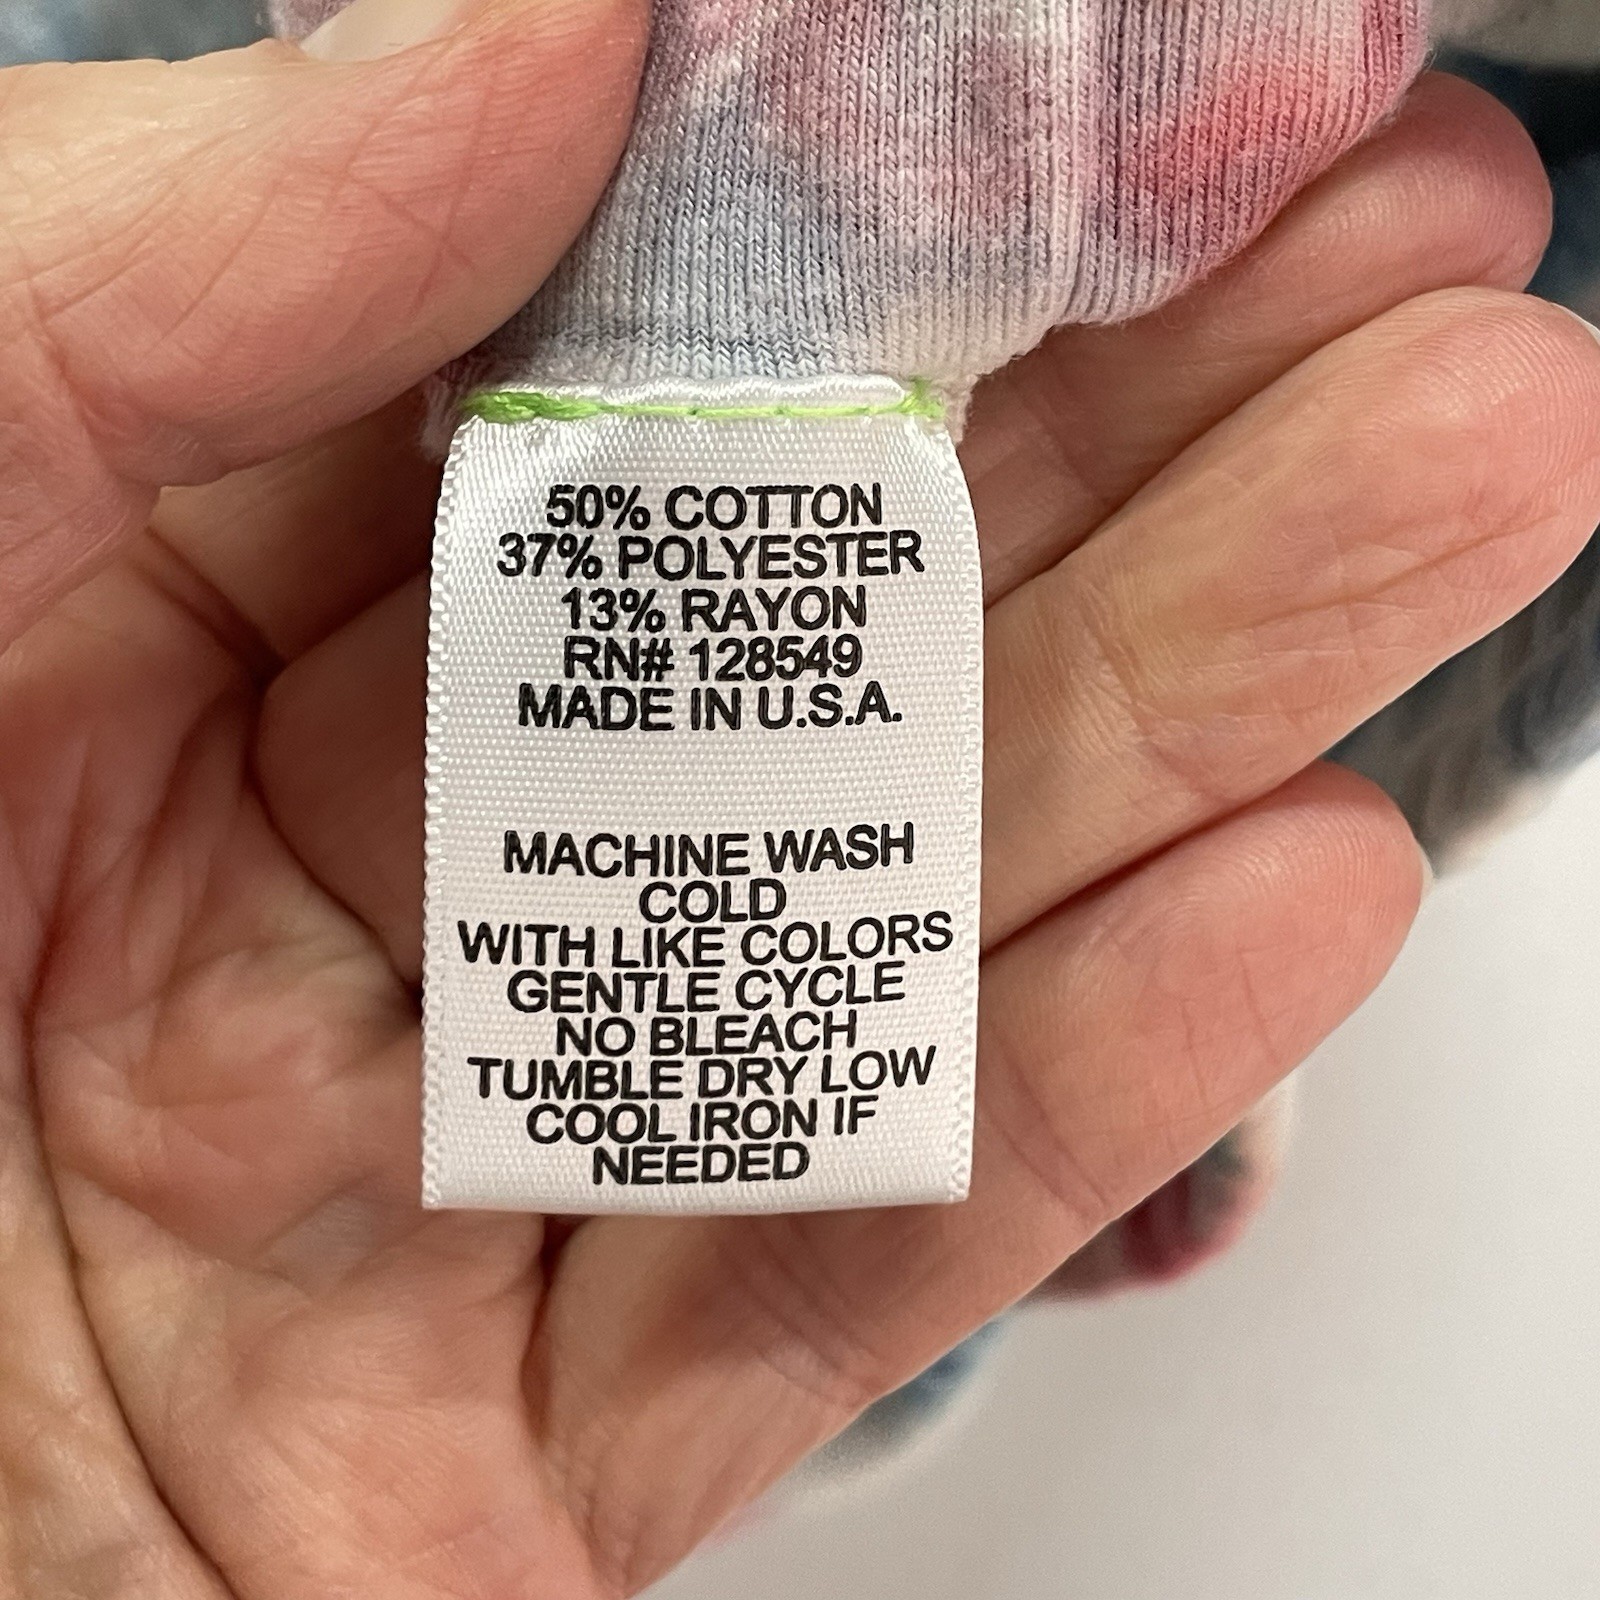 50% COTTON
37% POLYESTER
13% RAYON
RN# 128549
MADE IN U.S.A.
MACHINE WASH
COLD
WITH LIKE COLORS
GENTLE CYCLE
NO BLEACH
TUMBLE DRY LOW
COOL IRON IF
NEEDED